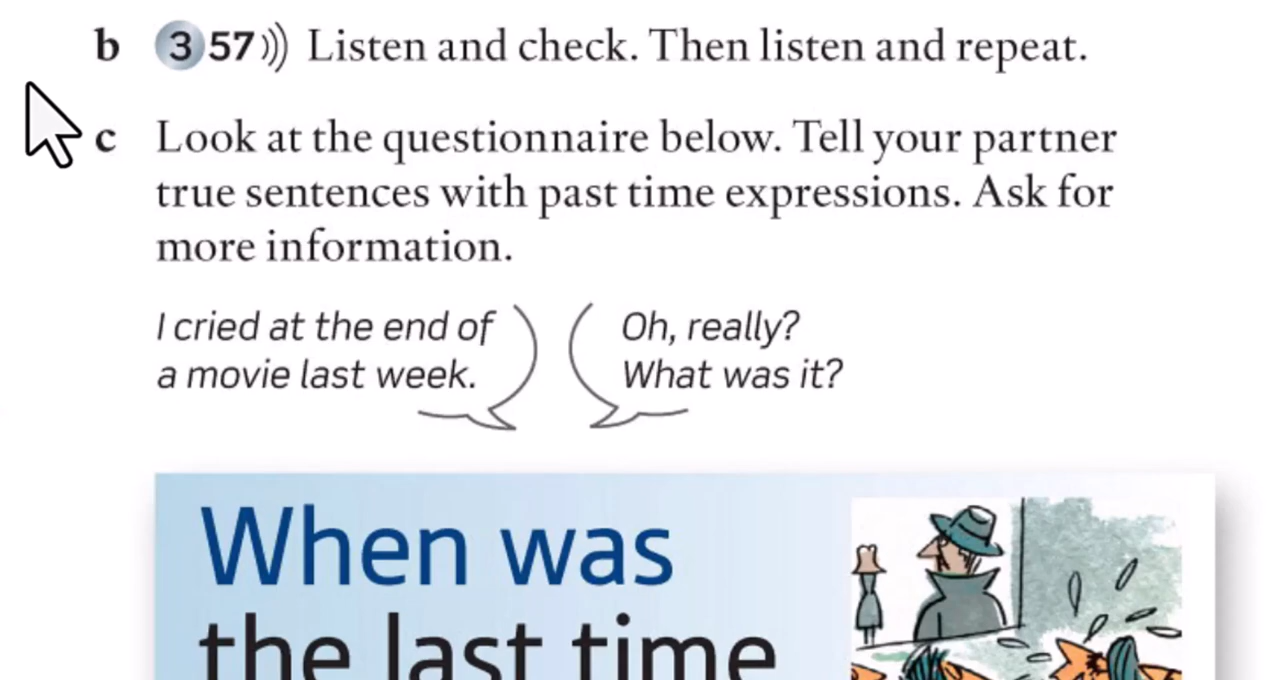 b 3 57 Listen and check. Then listen and repeat.
c Look at the questionnaire below. Tell your partner
true sentences with past time expressions. Ask for
more information.
I cried at the end of
a movie last week.
Oh, really?
What was it?
When was
the last time